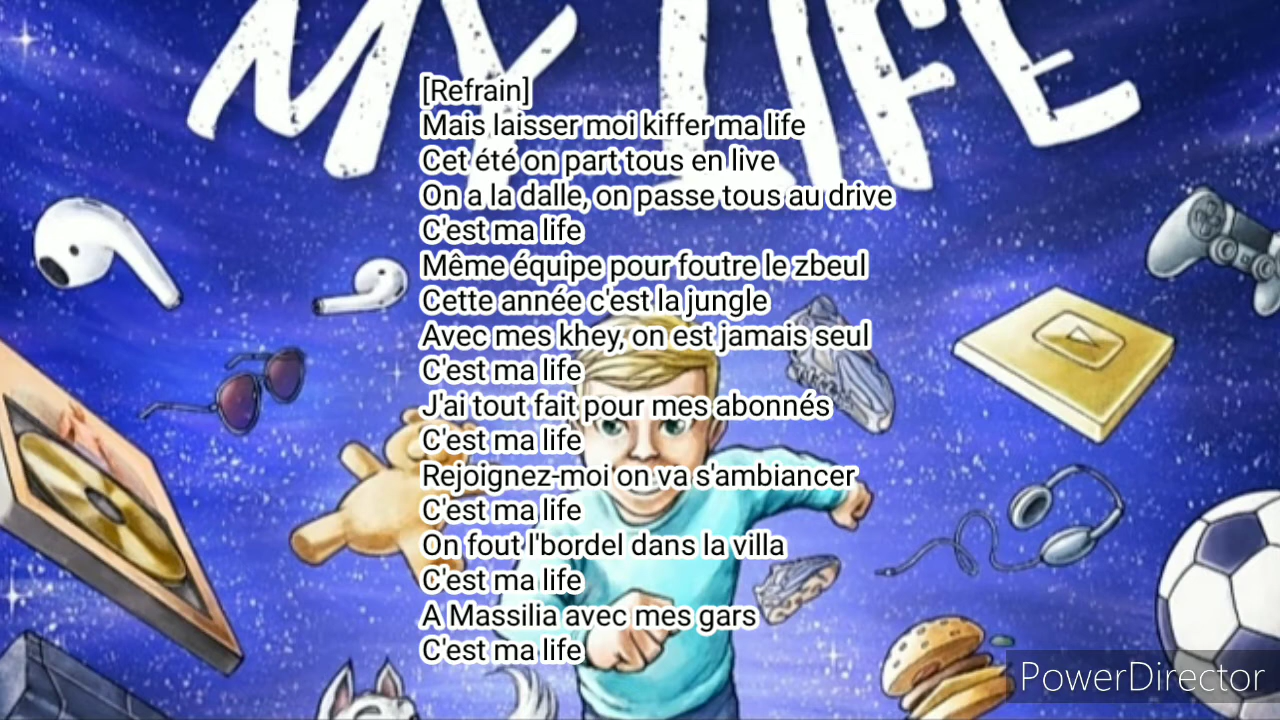 MY LIFE
[Refrain]
Mais laisser moi kiffer ma life
Cet été on part tous en live
On a la dalle, on passe tous au drive
C'est ma life
Même équipe pour foutre le zbeul
Cette année c'est la jungle
Avec mes khey, on est jamais seul
C'est ma life
J'ai tout fait pour mes abonnés
C'est ma life
Rejoignez-moi on va s'ambiancer
C'est ma life
On fout l'bordel dans la villa
C'est ma life
A Massilia avec mes gars
C'est ma life
PowerDirector